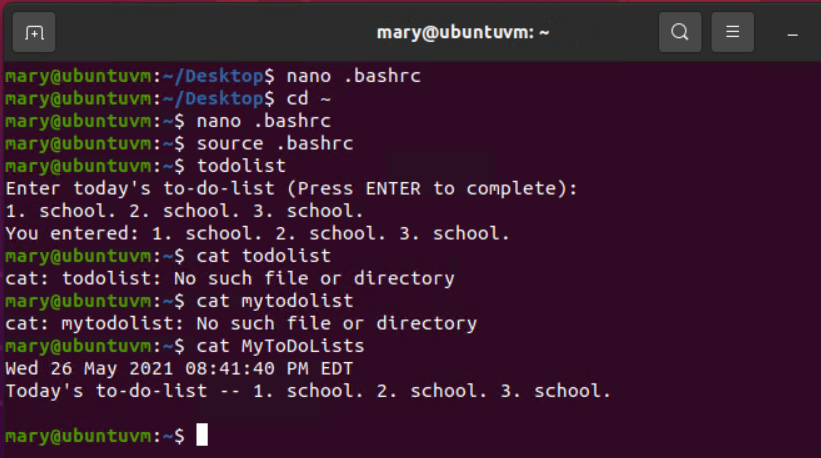 mary@ubuntuvm: ~
mary@ubuntuvm:~/Desktop$ nano .bashrc
mary@ubuntuvm:~/Desktop$ cd ~
mary@ubuntuvm:~$ nano .bashrc
mary@ubuntuvm:~$ source .bashrc
mary@ubuntuvm:~$ todolist
Enter today's to-do-list (Press ENTER to complete):
1. school. 2. school. 3. school.
You entered: 1. school. 2. school. 3. school.
mary@ubuntuvm:~$ cat todolist
cat: todolist: No such file or directory
mary@ubuntuvm:~$ cat mytodolist
cat: mytodolist: No such file or directory
mary@ubuntuvm:~$ cat MyToDoLists
Wed 26 May 2021 08:41:40 PM EDT
Today's to-do-list -- 1. school. 2. school. 3. school.
mary@ubuntuvm:~$